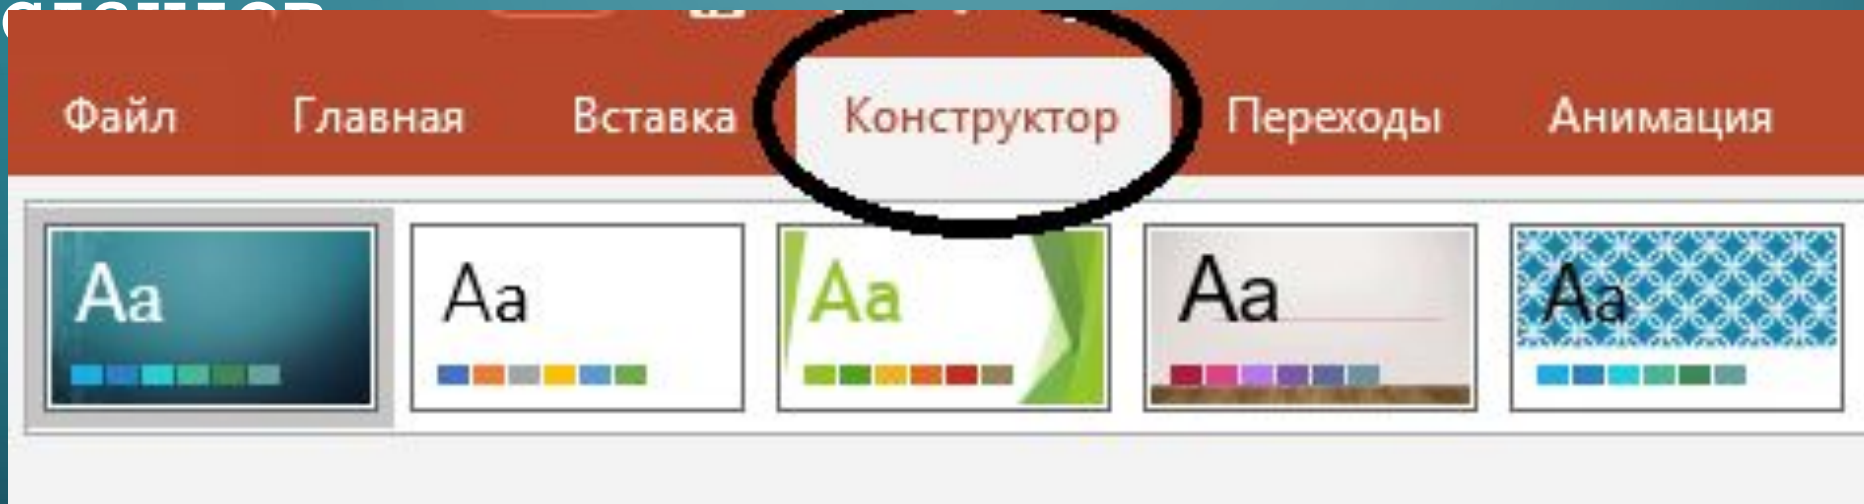 Файл Главная Вставка Конструктор Переходы Анимация
Aa Aa Aa Aa Aa